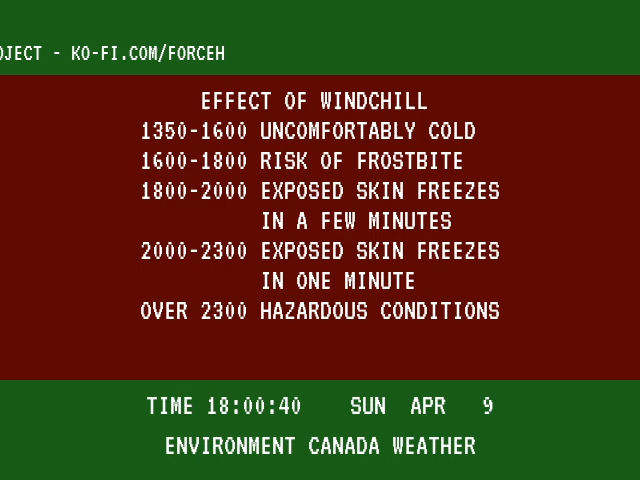 OJECT - KO-FI.COM/FORCEH
EFFECT OF WINDCHILL
1350-1600 UNCOMFORTABLY COLD
1600-1800 RISK OF FROSTBITE
1800-2000 EXPOSED SKIN FREEZES
IN A FEW MINUTES
2000-2300 EXPOSED SKIN FREEZES
IN ONE MINUTE
OVER 2300 HAZARDOUS CONDITIONS
TIME 18:00:40 SUN APR 9
ENVIRONMENT CANADA WEATHER